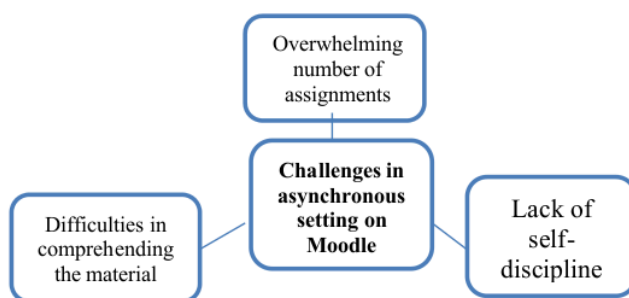 Overwhelming
number of
assignments
Challenges in
asynchronous
setting on
Moodle
Difficulties in
comprehending
the material
Lack of
self-
discipline